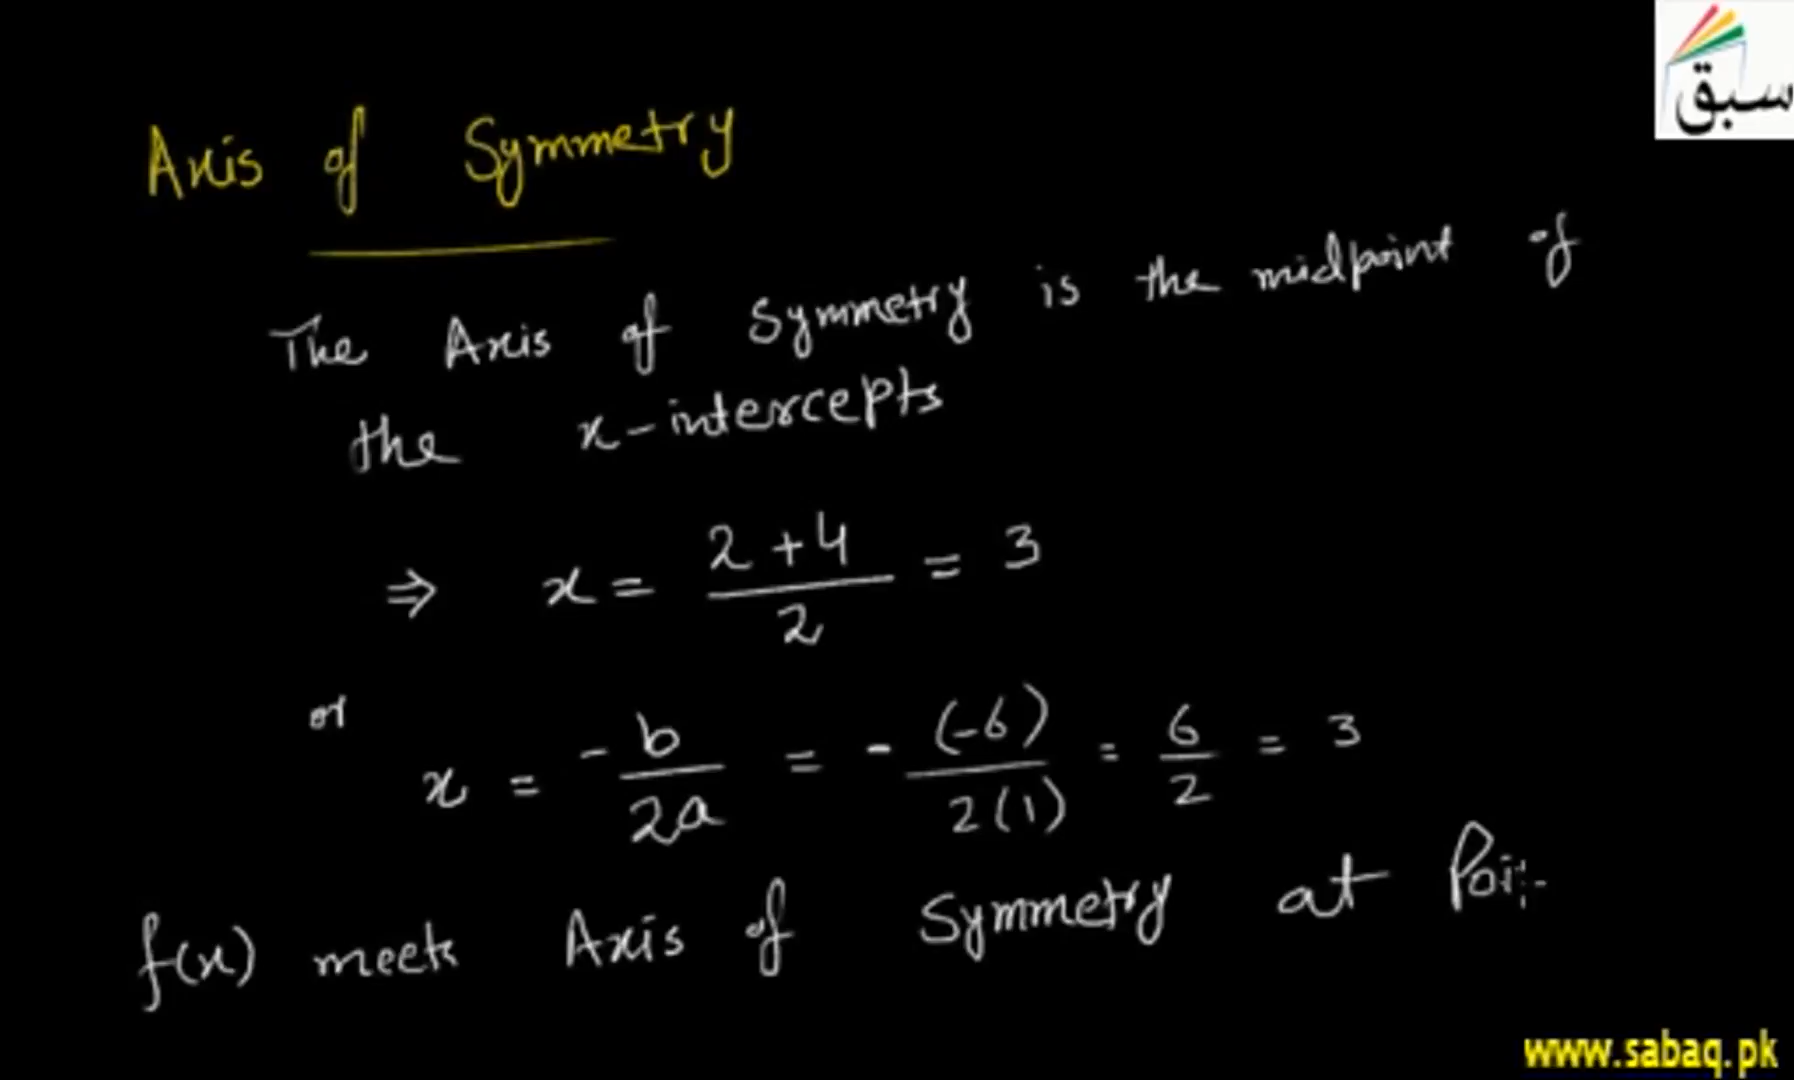 سبق
Axis of Symmetry
The Axis of Symmetry is the midpoint of
the x-intercepts
⇒ x = (2+4)/2 = 3
or
x = -b/2a = -(-6)/2(1) = 6/2 = 3
f(x) meets Axis of Symmetry at Poi
www.sabaq.pk